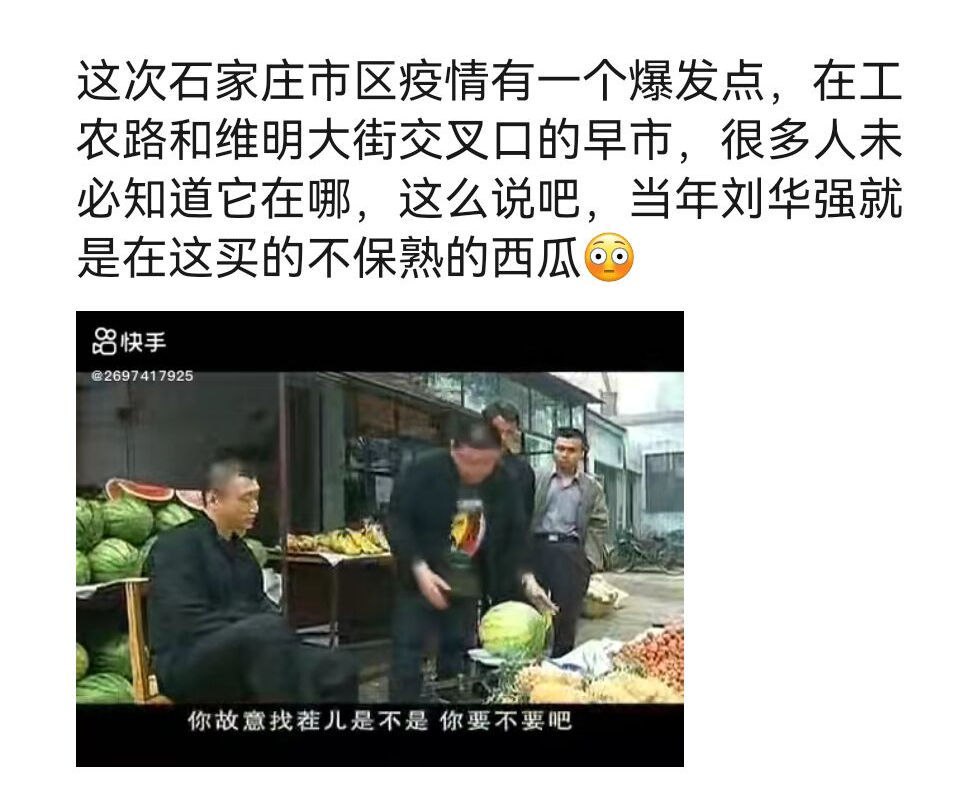 这次石家庄市区疫情有一个爆发点，在工
农路和维明大街交叉口的早市，很多人未
必知道它在哪，这么说吧，当年刘华强就
是在这买的不保熟的西瓜😳
快手
@2697417925
你故意找茬儿是不是 你要不要吧